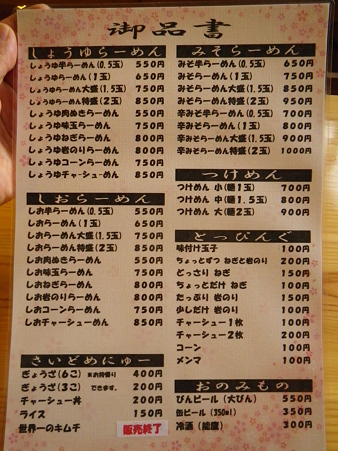 御品書
しょうゆらーめん
しょうゆ半らーめん(0.5玉) 550円
しょうゆらーめん(1玉) 650円
しょうゆらーめん大盛(1.5玉) 750円
しょうゆらーめん特盛(2玉) 850円
しょうゆ肉ぬきらーめん 550円
しょうゆ味玉らーめん 750円
しょうゆねぎらーめん 800円
しょうゆ岩のりらーめん 800円
しょうゆコーンらーめん 750円
しょうゆチャーシューめん 850円
しおらーめん
しお半らーめん(0.5玉) 550円
しおらーめん(1玉) 650円
しおらーめん大盛(1.5玉) 750円
しおらーめん特盛(2玉) 850円
しお肉ぬきらーめん 550円
しお味玉らーめん 750円
しおねぎらーめん 800円
しお岩のりらーめん 800円
しおコーンらーめん 750円
しおチャーシューめん 850円
さいどめにゅー
ぎょうざ(6こ) ※お持帰り 400円
ぎょうざ(3こ) できます。 200円
チャーシュー丼 200円
ライス 150円
世界一のキムチ 販売終了
みそらーめん
みそ半らーめん(0.5玉) 650円
みそらーめん(1玉) 750円
みそらーめん大盛(1.5玉) 850円
みそらーめん特盛(2玉) 950円
辛みそ半らーめん(0.5玉) 700円
辛みそらーめん(1玉) 800円
辛みそらーめん大盛(1.5玉) 900円
辛みそらーめん特盛(2玉) 1000円
つけめん
つけめん 小(麺1玉) 700円
つけめん 中(麺1.5玉) 800円
つけめん 大(麺2玉) 900円
とっぴんぐ
味付け玉子 100円
ちょっとずつ ねぎと岩のり 200円
どっさり ねぎ 150円
ちょっとだけ ねぎ 100円
たっぷり 岩のり 150円
少しだけ 岩のり 100円
チャーシュー1枚 100円
チャーシュー2枚 200円
コーン 100円
メンマ 100円
おのみもの
びんビール(大びん) 550円
缶ビール(350ml) 350円
冷酒(能鷹) 300円